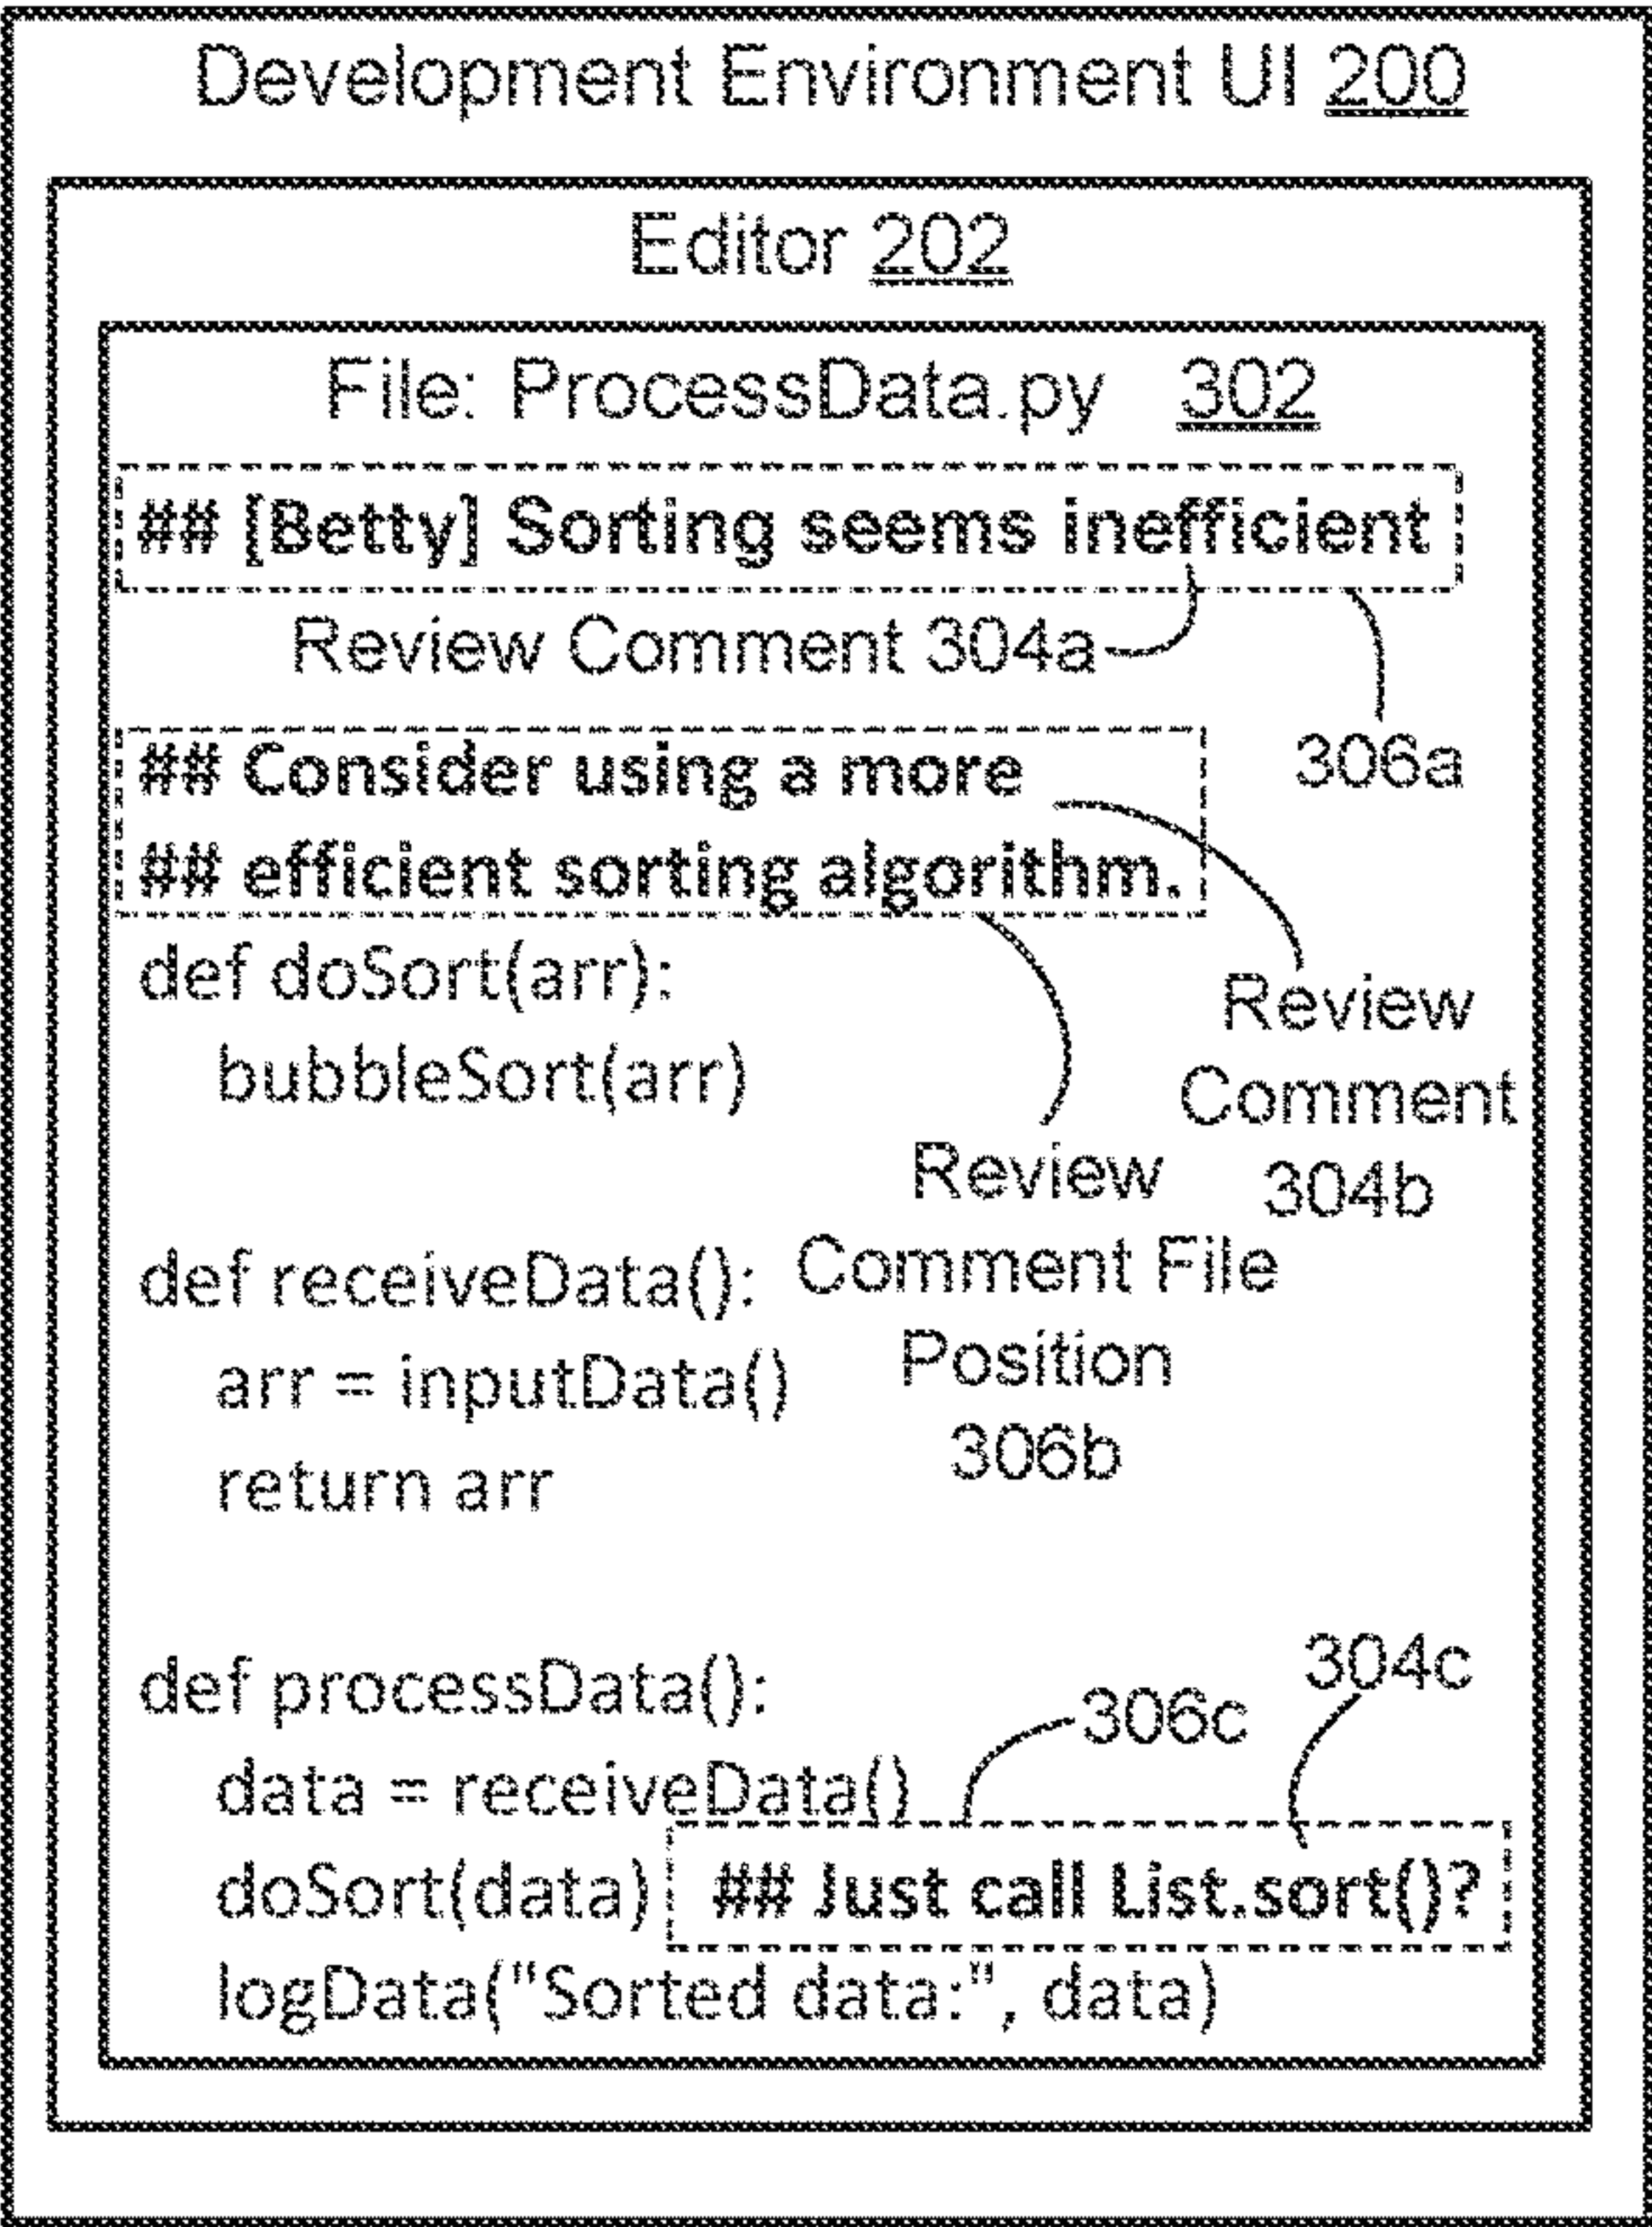 Development Environment UI 200
Editor 202
File: ProcessData.py 302
## [Betty] Sorting seems inefficient
Review Comment 304a
306a
## Consider using a more
## efficient sorting algorithm.
Review
Comment
304b
def doSort(arr):
bubbleSort(arr)
Review
Comment File
Position
306b
def receiveData():
arr = inputData()
return arr
def processData():
306c
304c
data = receiveData()
doSort(data) ## Just call List.sort()?
logData("Sorted data:", data)